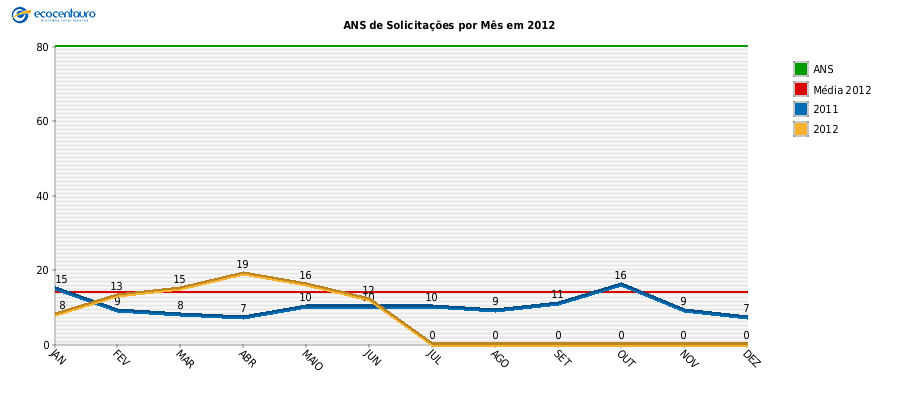 ecocentauro
ANS de Solicitações por Mês em 2012
80
60
40
20
0
ANS
Média 2012
2011
2012
15 13 15 19 16 12 10 9 11 16 9 7
8 9 8 7 10 10 0 0 0 0 0 0
JAN FEV MAR ABR MAIO JUN JUL AGO SET OUT NOV DEZ